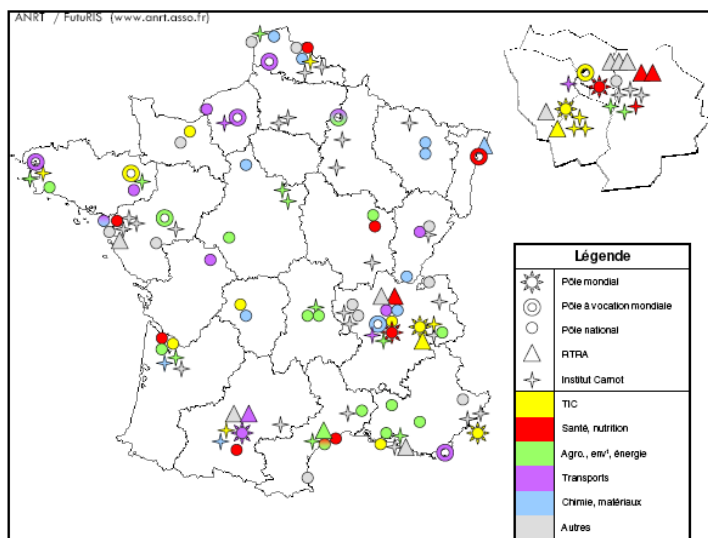 ANRT / FutuRIS (www.anrt.asso.fr)
Légende
Pôle mondial
Pôle à vocation mondiale
Pôle national
RTRA
Institut Carnot
TIC
Santé, nutrition
Agro., envt, énergie
Transports
Chimie, matériaux
Autres